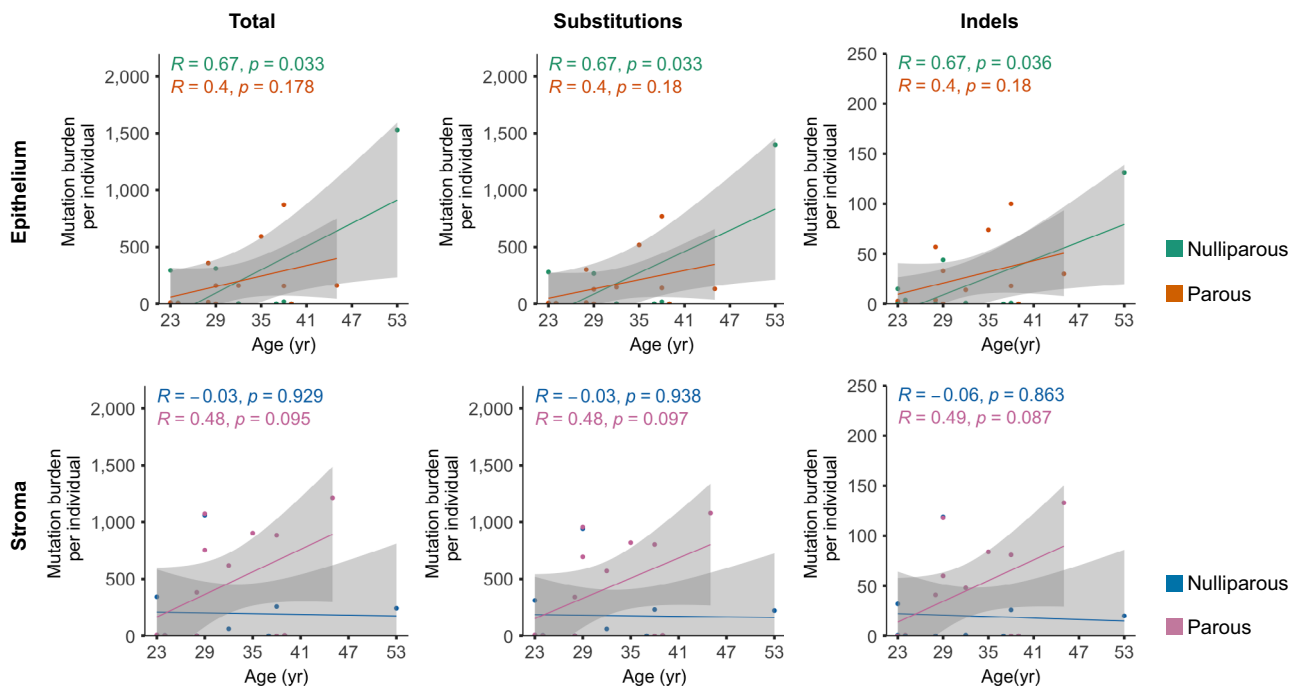 Total
Substitutions
Indels
Epithelium
Mutation burden
per individual
2,000
1,500
1,000
500
0
R = 0.67, p = 0.033
R = 0.4, p = 0.178
23 29 35 41 47 53
Age (yr)
Mutation burden
per individual
2,000
1,500
1,000
500
0
R = 0.67, p = 0.033
R = 0.4, p = 0.18
23 29 35 41 47 53
Age (yr)
Mutation burden
per individual
250
200
150
100
50
0
R = 0.67, p = 0.036
R = 0.4, p = 0.18
23 29 35 41 47 53
Age(yr)
Nulliparous
Parous
Stroma
Mutation burden
per individual
2,000
1,500
1,000
500
0
R = −0.03, p = 0.929
R = 0.48, p = 0.095
23 29 35 41 47 53
Age (yr)
Mutation burden
per individual
2,000
1,500
1,000
500
0
R = −0.03, p = 0.938
R = 0.48, p = 0.097
23 29 35 41 47 53
Age (yr)
Mutation burden
per individual
250
200
150
100
50
0
R = −0.06, p = 0.863
R = 0.49, p = 0.087
23 29 35 41 47 53
Age(yr)
Nulliparous
Parous